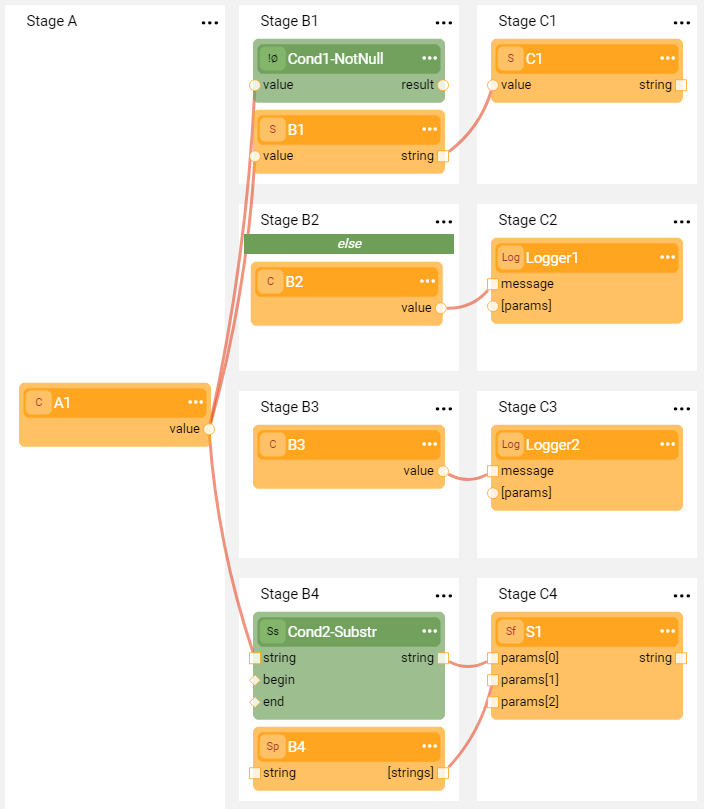 Stage A
...
C A1 ...
value
Stage B1 ...
!Ø Cond1-NotNull ...
value result
S B1 ...
value string
Stage C1 ...
S C1 ...
value string
Stage B2 ...
else
C B2 ...
value
Stage C2 ...
Log Logger1 ...
message
[params]
Stage B3 ...
C B3 ...
value
Stage C3 ...
Log Logger2 ...
message
[params]
Stage B4 ...
Ss Cond2-Substr ...
string string
begin
end
Sp B4 ...
string [strings]
Stage C4 ...
Sf S1 ...
params[0] string
params[1]
params[2]